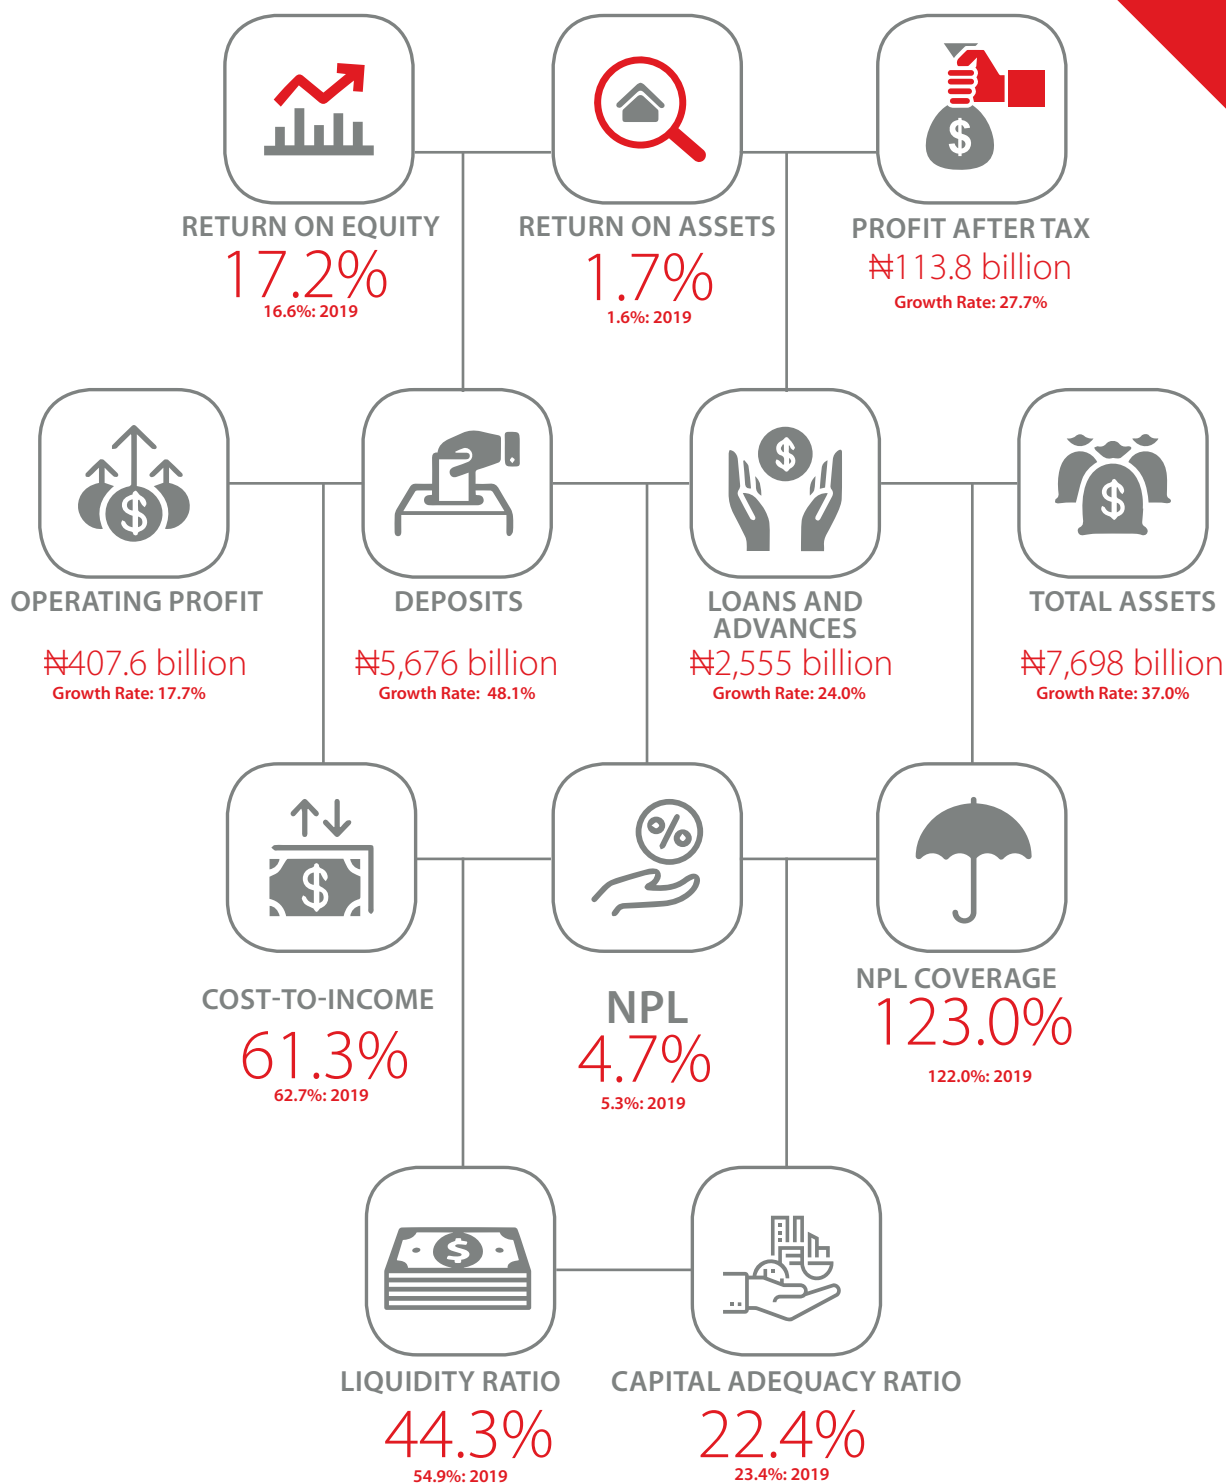 RETURN ON EQUITY
17.2%
16.6%: 2019
RETURN ON ASSETS
1.7%
1.6%: 2019
PROFIT AFTER TAX
₦113.8 billion
Growth Rate: 27.7%
OPERATING PROFIT
₦407.6 billion
Growth Rate: 17.7%
DEPOSITS
₦5,676 billion
Growth Rate: 48.1%
LOANS AND
ADVANCES
₦2,555 billion
Growth Rate: 24.0%
TOTAL ASSETS
₦7,698 billion
Growth Rate: 37.0%
COST-TO-INCOME
61.3%
62.7%: 2019
NPL
4.7%
5.3%: 2019
NPL COVERAGE
123.0%
122.0%: 2019
LIQUIDITY RATIO
44.3%
54.9%: 2019
CAPITAL ADEQUACY RATIO
22.4%
23.4%: 2019